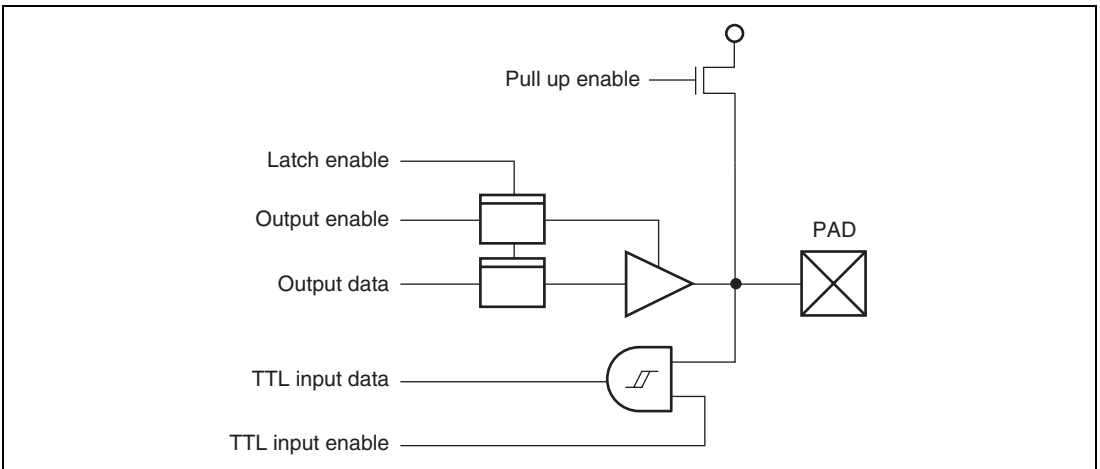 Pull up enable
Latch enable
Output enable
PAD
Output data
TTL input data
TTL input enable